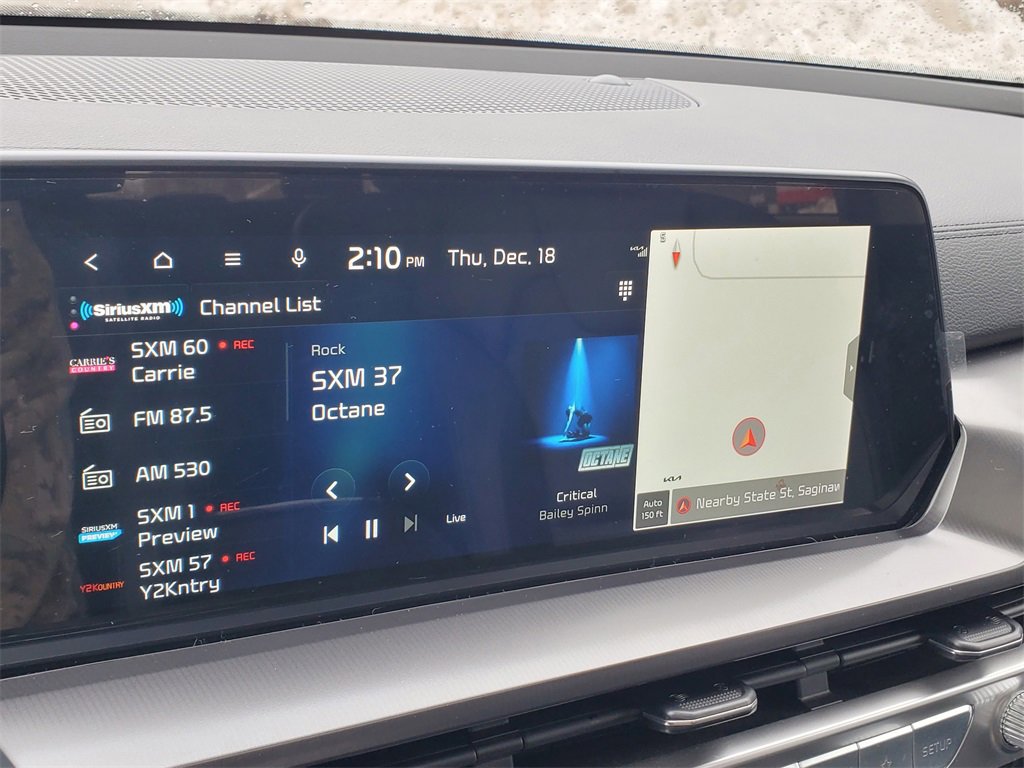 2:10 PM Thu, Dec. 18
SiriusXM
SATELLITE RADIO
Channel List
CARRIE'S
COUNTRY
SXM 60 REC
Carrie
FM 87.5
AM 530
SIRIUSXM
PREVIEW
SXM 1 REC
Preview
Y2KOUNTRY
SXM 57 REC
Y2Kntry
Rock
SXM 37
Octane
Live
OCTANE
Critical
Bailey Spinn
S
KIA
Auto
150 ft
Nearby State St, Saginaw
SETUP